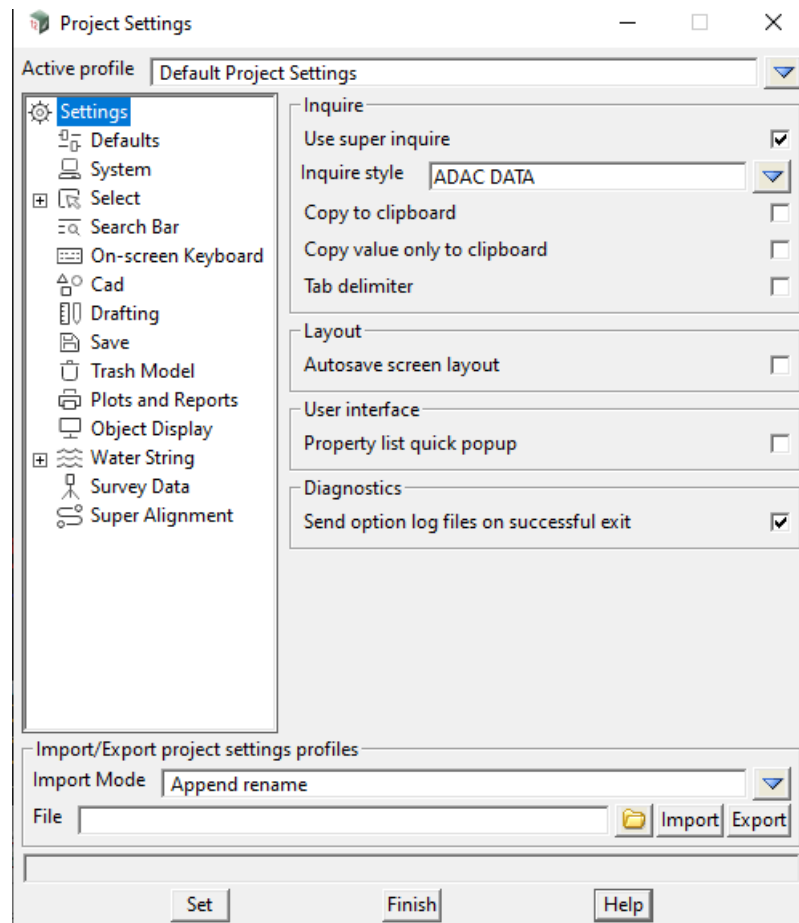 Project Settings
Active profile Default Project Settings
Settings
Defaults
System
Select
Search Bar
On-screen Keyboard
Cad
Drafting
Save
Trash Model
Plots and Reports
Object Display
Water String
Survey Data
Super Alignment
Inquire
Use super inquire
Inquire style ADAC DATA
Copy to clipboard
Copy value only to clipboard
Tab delimiter
Layout
Autosave screen layout
User interface
Property list quick popup
Diagnostics
Send option log files on successful exit
Import/Export project settings profiles
Import Mode Append rename
File Import Export
Set Finish Help